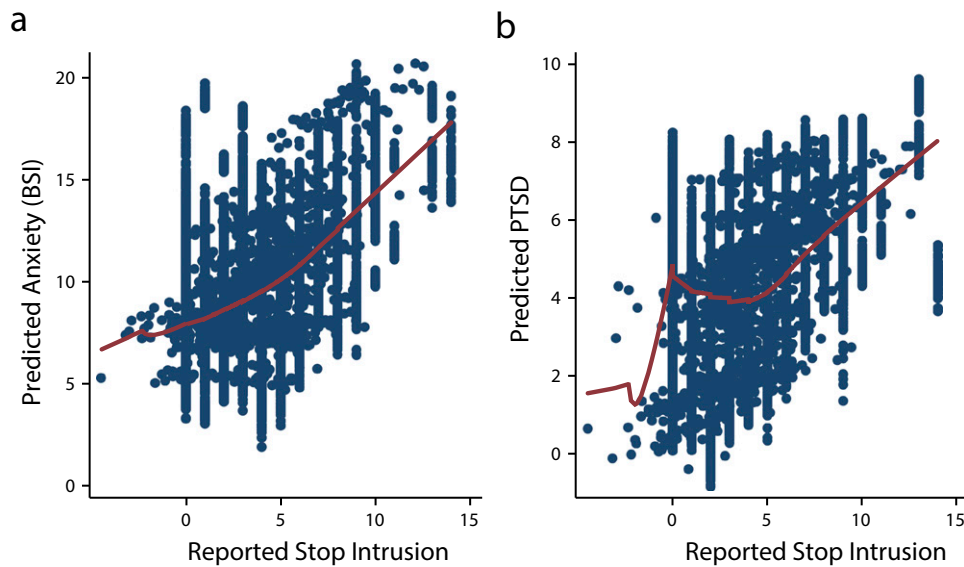 a
Predicted Anxiety (BSI)
20
15
10
5
0
0 5 10 15
Reported Stop Intrusion
b
Predicted PTSD
10
8
6
4
2
0
0 5 10 15
Reported Stop Intrusion